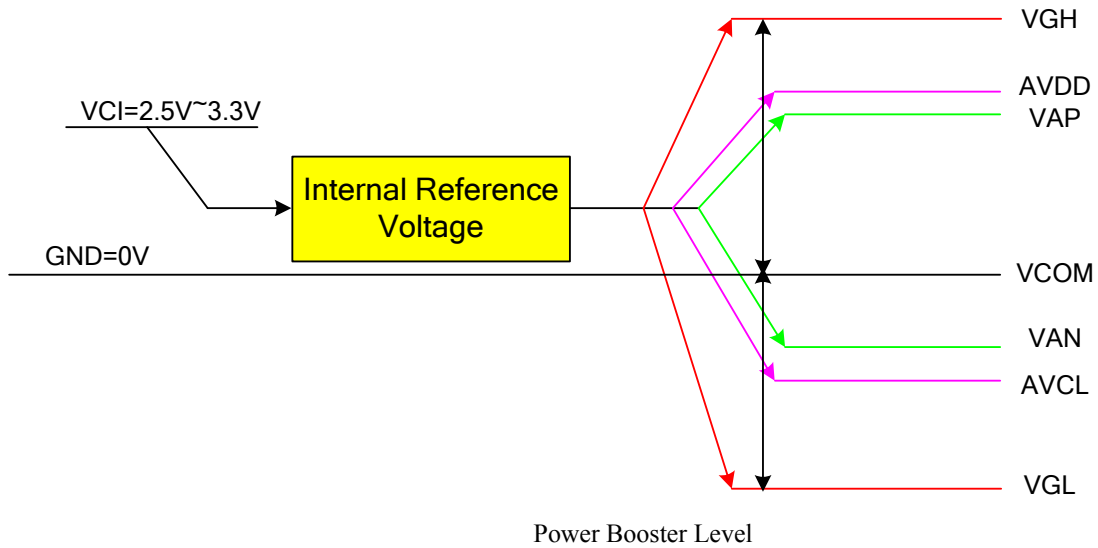 VGH
AVDD
VAP
VCI=2.5V~3.3V
Internal Reference
Voltage
GND=0V
VCOM
VAN
AVCL
VGL
Power Booster Level